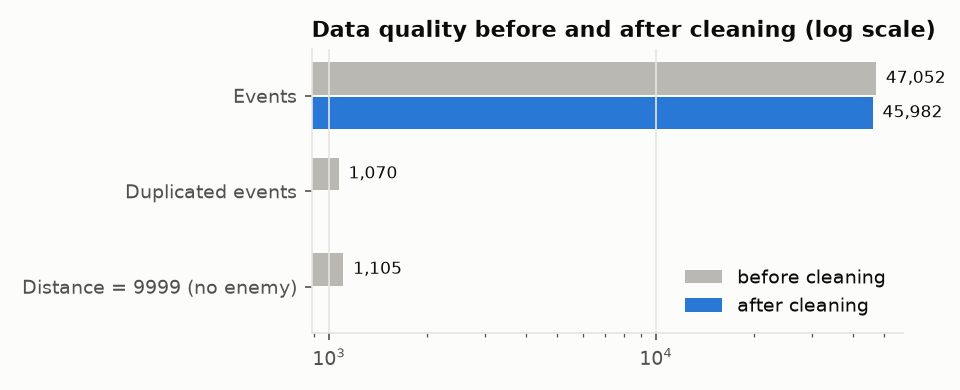 Data quality before and after cleaning (log scale)
Events
47,052
45,982
Duplicated events
1,070
Distance = 9999 (no enemy)
1,105
before cleaning
after cleaning
10³
10⁴